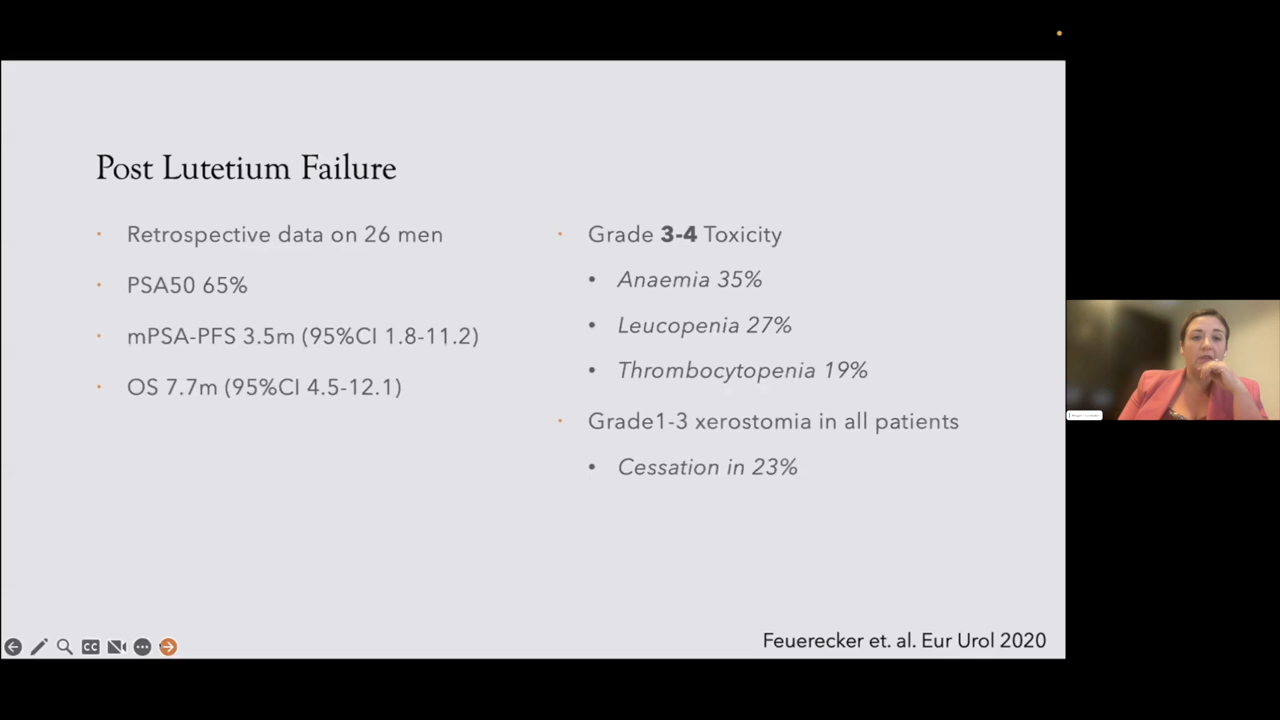 Post Lutetium Failure
Retrospective data on 26 men
PSA50 65%
mPSA-PFS 3.5m (95%CI 1.8-11.2)
OS 7.7m (95%CI 4.5-12.1)
Grade 3-4 Toxicity
Anaemia 35%
Leucopenia 27%
Thrombocytopenia 19%
Grade1-3 xerostomia in all patients
Cessation in 23%
Feuerecker et. al. Eur Urol 2020
CC